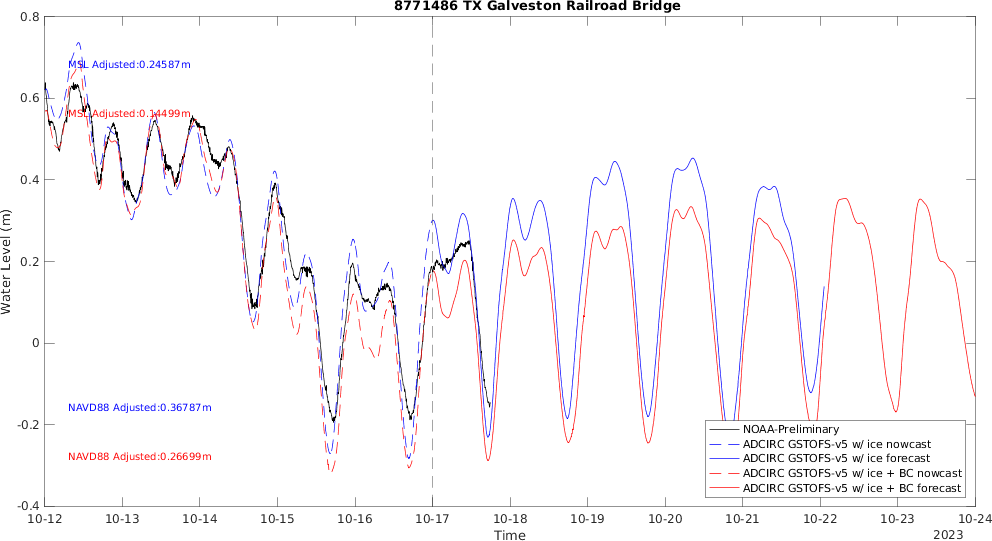 8771486 TX Galveston Railroad Bridge
0.8
0.6
0.4
0.2
0
-0.2
-0.4
Water Level (m)
MSL Adjusted:0.24587m
MSL Adjusted:0.14499m
NAVD88 Adjusted:0.36787m
NAVD88 Adjusted:0.26699m
NOAA-Preliminary
ADCIRC GSTOFS-v5 w/ ice nowcast
ADCIRC GSTOFS-v5 w/ ice forecast
ADCIRC GSTOFS-v5 w/ ice + BC nowcast
ADCIRC GSTOFS-v5 w/ ice + BC forecast
10-12 10-13 10-14 10-15 10-16 10-17 10-18 10-19 10-20 10-21 10-22 10-23 10-24
Time
2023